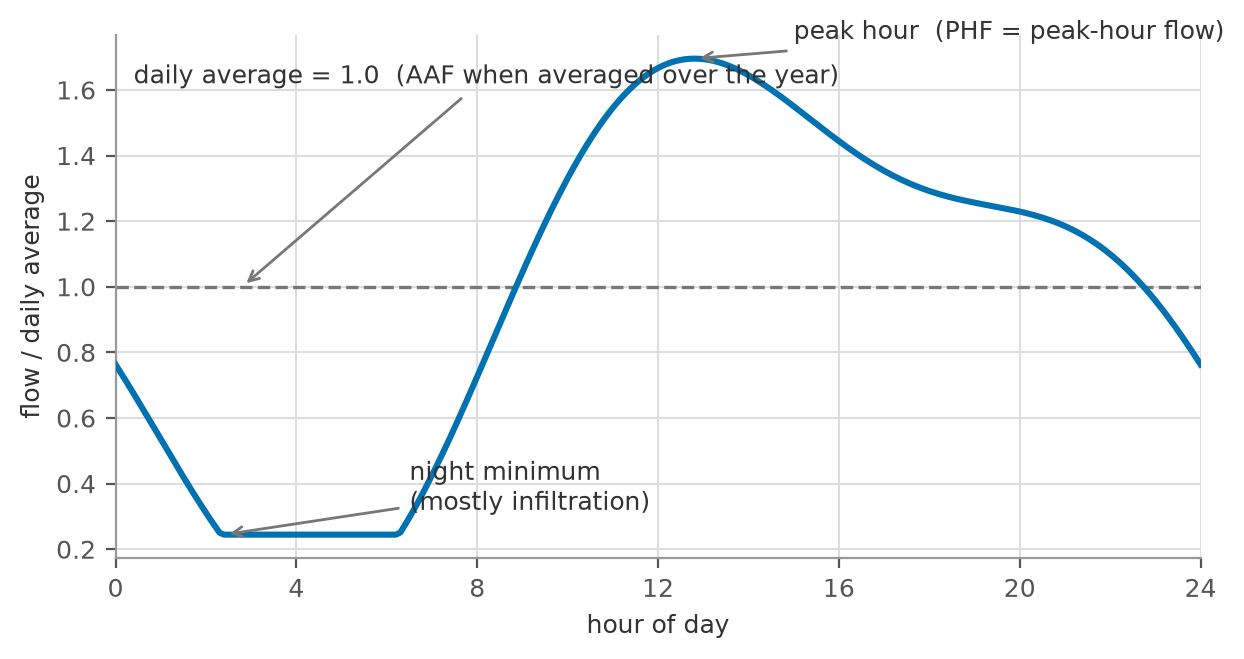 peak hour  (PHF = peak-hour flow)
daily average = 1.0  (AAF when averaged over the year)
1.6
1.4
1.2
1.0
0.8
0.6
0.4
0.2
flow / daily average
night minimum
(mostly infiltration)
0 4 8 12 16 20 24
hour of day